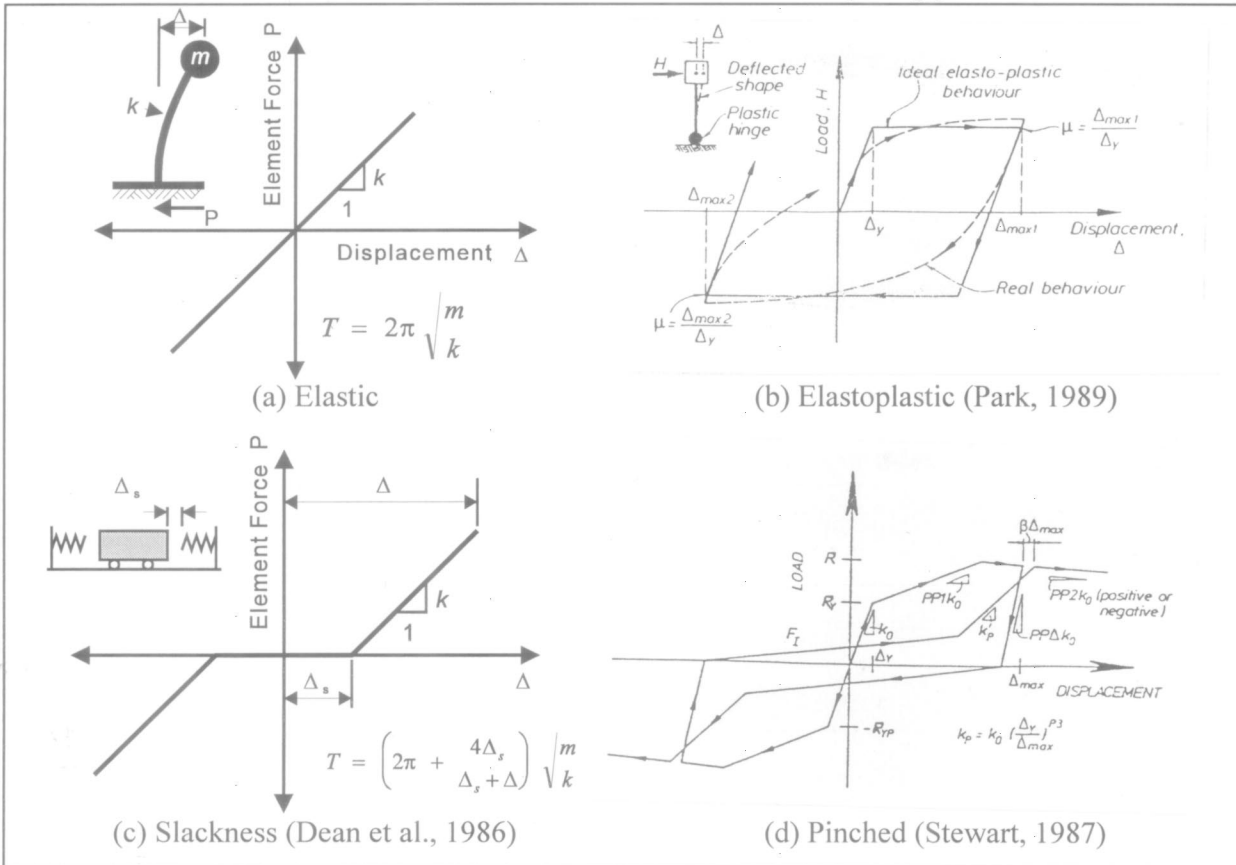 Δ
m
k
P
Element Force P
k
1
Displacement Δ
T = 2π √ m
k
(a) Elastic
Δ
H
Deflected
shape
Plastic
hinge
Load, H
Ideal elasto-plastic
behaviour
μ = Δmax1
Δy
Δmax2
Δy
Δmax1
Displacement,
Δ
Real behaviour
μ = Δmax2
Δy
(b) Elastoplastic (Park, 1989)
Δs
Element Force P
Δ
k
1
Δs
Δ
T = (2π + 4Δs
Δs + Δ) √ m
k
(c) Slackness (Dean et al., 1986)
LOAD
R
Ry
FI
βΔmax
PP1k0
PP2k0 (positive or
negative)
k0
k'p
PPΔk0
Δy
Δmax
DISPLACEMENT
-RYP
kp = k0 (Δy
Δmax)P3
(d) Pinched (Stewart, 1987)